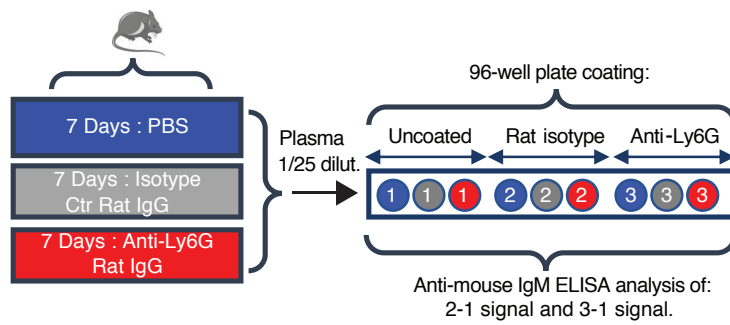 7 Days : PBS
7 Days : Isotype
Ctr Rat IgG
7 Days : Anti-Ly6G
Rat IgG
Plasma
1/25 dilut.
96-well plate coating:
Uncoated Rat isotype Anti-Ly6G
1 1 1 2 2 2 3 3 3
Anti-mouse IgM ELISA analysis of:
2-1 signal and 3-1 signal.